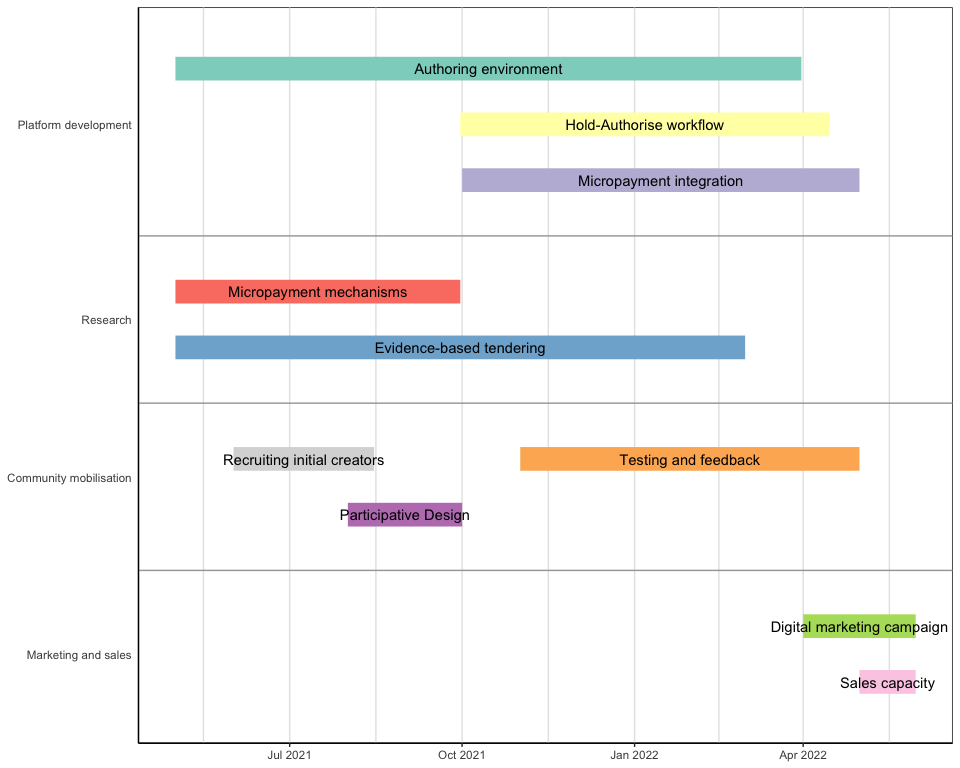 Authoring environment
Platform development
Hold-Authorise workflow
Micropayment integration
Micropayment mechanisms
Research
Evidence-based tendering
Recruiting initial creators
Testing and feedback
Community mobilisation
Participative Design
Digital marketing campaign
Marketing and sales
Sales capacity
Jul 2021
Oct 2021
Jan 2022
Apr 2022